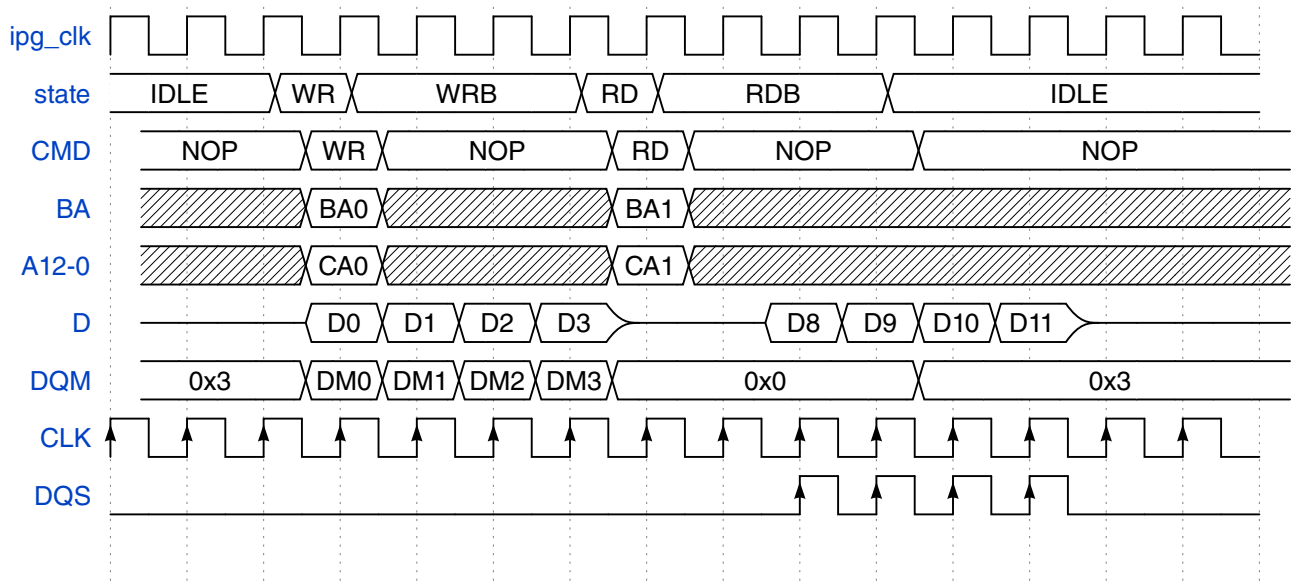 ipg_clk
state IDLE WR WRB RD RDB IDLE
CMD NOP WR NOP RD NOP NOP
BA BA0 BA1
A12-0 CA0 CA1
D D0 D1 D2 D3 D8 D9 D10 D11
DQM 0x3 DM0 DM1 DM2 DM3 0x0 0x3
CLK
DQS